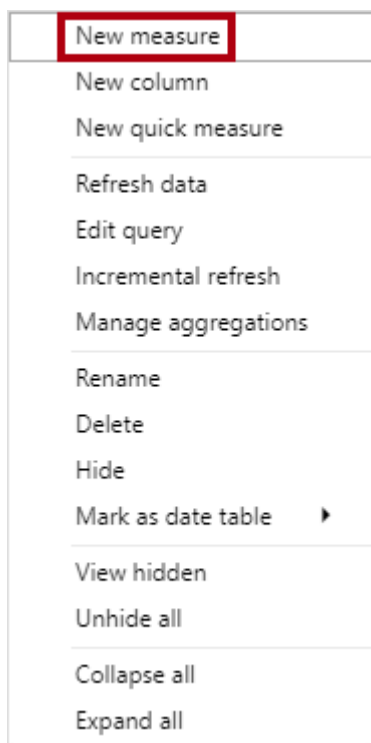 New measure
New column
New quick measure
Refresh data
Edit query
Incremental refresh
Manage aggregations
Rename
Delete
Hide
Mark as date table
View hidden
Unhide all
Collapse all
Expand all